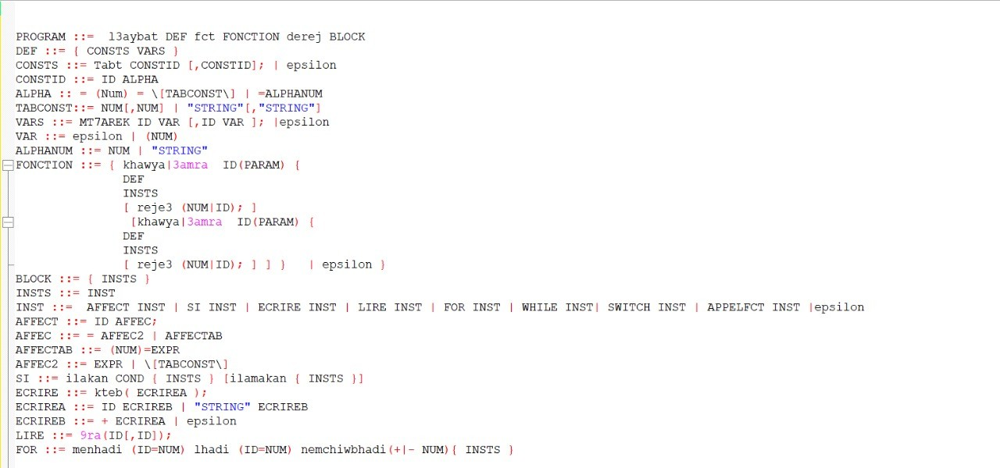 PROGRAM ::=  l3aybat DEF fct FONCTION derej BLOCK
DEF ::= { CONSTS VARS }
CONSTS ::= Tabt CONSTID [,CONSTID]; | epsilon
CONSTID ::= ID ALPHA
ALPHA :: = (Num) = \[TABCONST\] | =ALPHANUM
TABCONST::= NUM[,NUM] | "STRING"[,"STRING"]
VARS ::= MT7AREK ID VAR [,ID VAR ]; |epsilon
VAR ::= epsilon | (NUM)
ALPHANUM ::= NUM | "STRING"
FONCTION ::= { khawya|3amra  ID(PARAM) {
DEF
INSTS
[ reje3 (NUM|ID); ]
[khawya|3amra  ID(PARAM) {
DEF
INSTS
[ reje3 (NUM|ID); ] ] }   | epsilon }
BLOCK ::= { INSTS }
INSTS ::= INST
INST ::=  AFFECT INST | SI INST | ECRIRE INST | LIRE INST | FOR INST | WHILE INST| SWITCH INST | APPELFCT INST |epsilon
AFFECT ::= ID AFFEC;
AFFEC ::= = AFFEC2 | AFFECTAB
AFFECTAB ::= (NUM)=EXPR
AFFEC2 ::= EXPR | \[TABCONST\]
SI ::= ilakan COND { INSTS } [ilamakan { INSTS }]
ECRIRE ::= kteb( ECRIREA );
ECRIREA ::= ID ECRIREB | "STRING" ECRIREB
ECRIREB ::= + ECRIREA | epsilon
LIRE ::= 9ra(ID[,ID]);
FOR ::= menhadi (ID=NUM) lhadi (ID=NUM) nemchiwbhadi(+|- NUM){ INSTS }